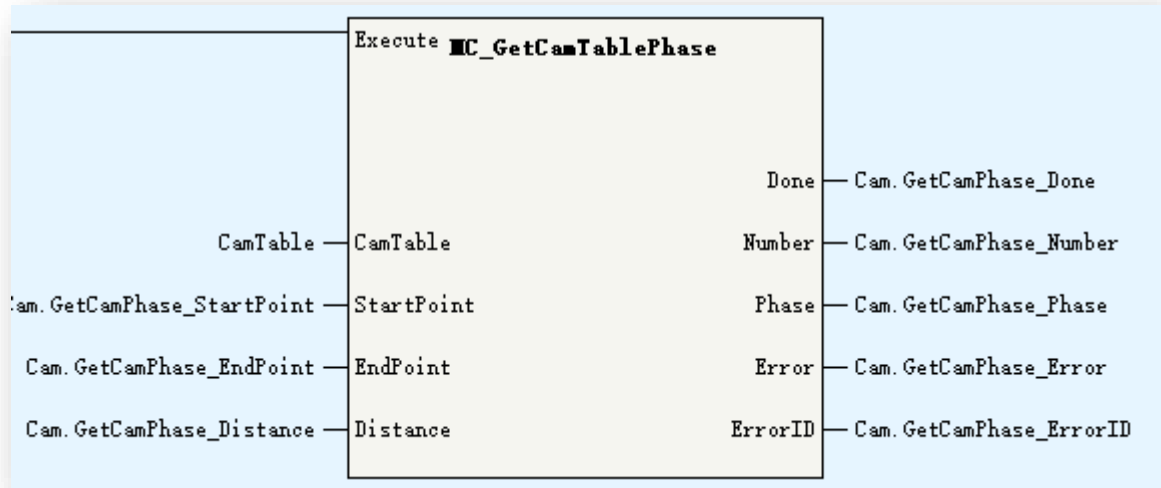 Execute MC_GetCamTablePhase
Done Cam.GetCamPhase_Done
CamTable CamTable Number Cam.GetCamPhase_Number
am.GetCamPhase_StartPoint StartPoint Phase Cam.GetCamPhase_Phase
Cam.GetCamPhase_EndPoint EndPoint Error Cam.GetCamPhase_Error
Cam.GetCamPhase_Distance Distance ErrorID Cam.GetCamPhase_ErrorID